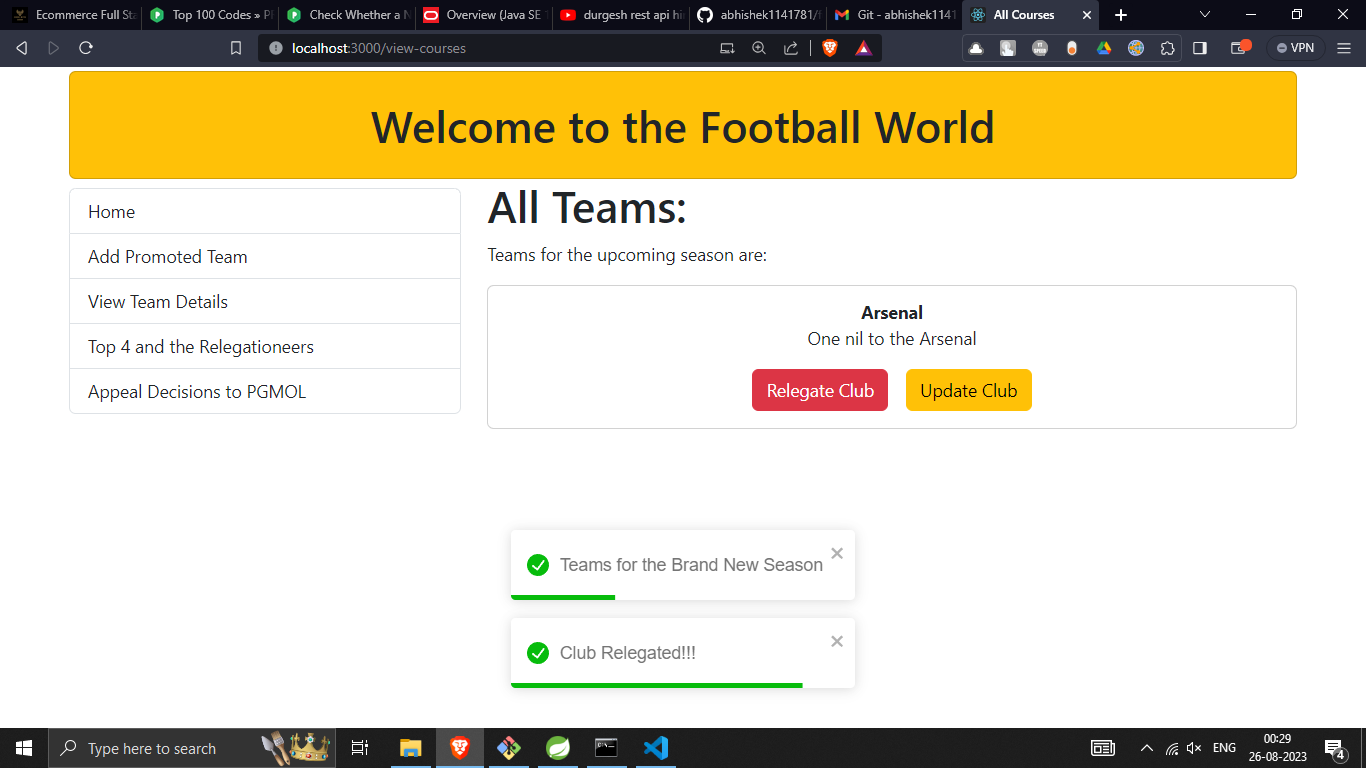 Ecommerce Full Sta
Top 100 Codes » PR
Check Whether a N
Overview (Java SE 1
durgesh rest api hin
abhishek1141781/f
Git - abhishek1141
All Courses
localhost:3000/view-courses
VPN
Welcome to the Football World
Home
Add Promoted Team
View Team Details
Top 4 and the Relegationeers
Appeal Decisions to PGMOL
All Teams:
Teams for the upcoming season are:
Arsenal
One nil to the Arsenal
Relegate Club
Update Club
Teams for the Brand New Season
Club Relegated!!!
Type here to search
ENG
00:29
26-08-2023
4